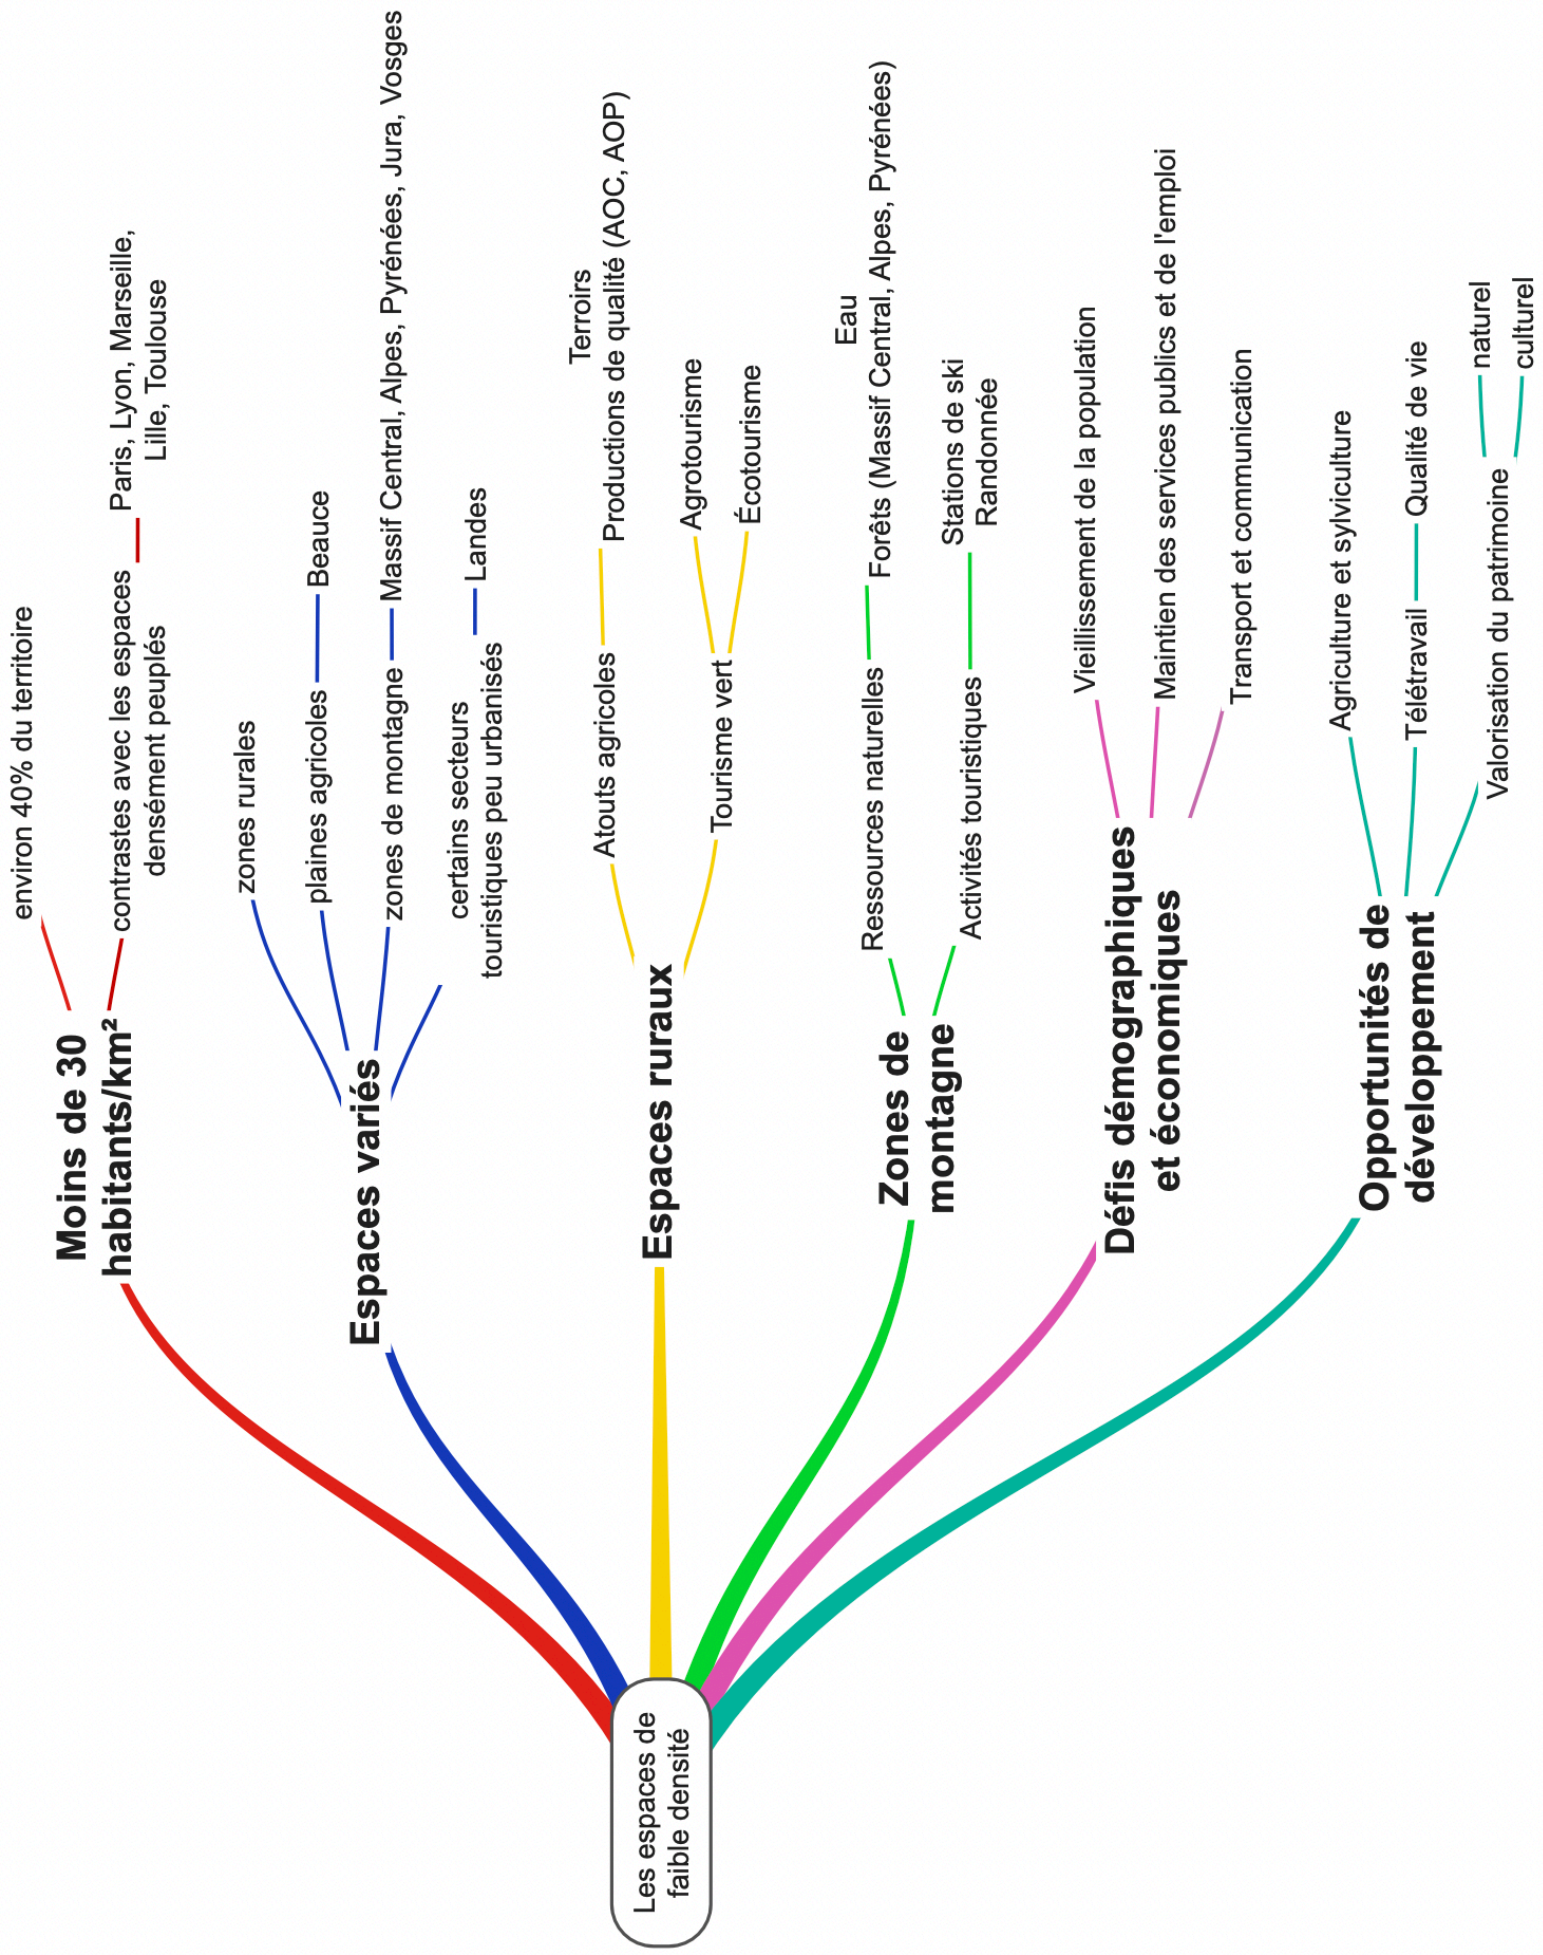 Les espaces de
faible densité
Moins de 30
habitants/km²
environ 40% du territoire
contrastes avec les espaces
densément peuplés
Paris, Lyon, Marseille,
Lille, Toulouse
Espaces variés
zones rurales
plaines agricoles
Beauce
zones de montagne
Massif Central, Alpes, Pyrénées, Jura, Vosges
certains secteurs
touristiques peu urbanisés
Landes
Espaces ruraux
Atouts agricoles
Terroirs
Productions de qualité (AOC, AOP)
Tourisme vert
Agrotourisme
Écotourisme
Zones de
montagne
Ressources naturelles
Eau
Forêts (Massif Central, Alpes, Pyrénées)
Activités touristiques
Stations de ski
Randonnée
Défis démographiques
et économiques
Vieillissement de la population
Maintien des services publics et de l'emploi
Transport et communication
Opportunités de
développement
Agriculture et sylviculture
Télétravail
Qualité de vie
Valorisation du patrimoine
naturel
culturel